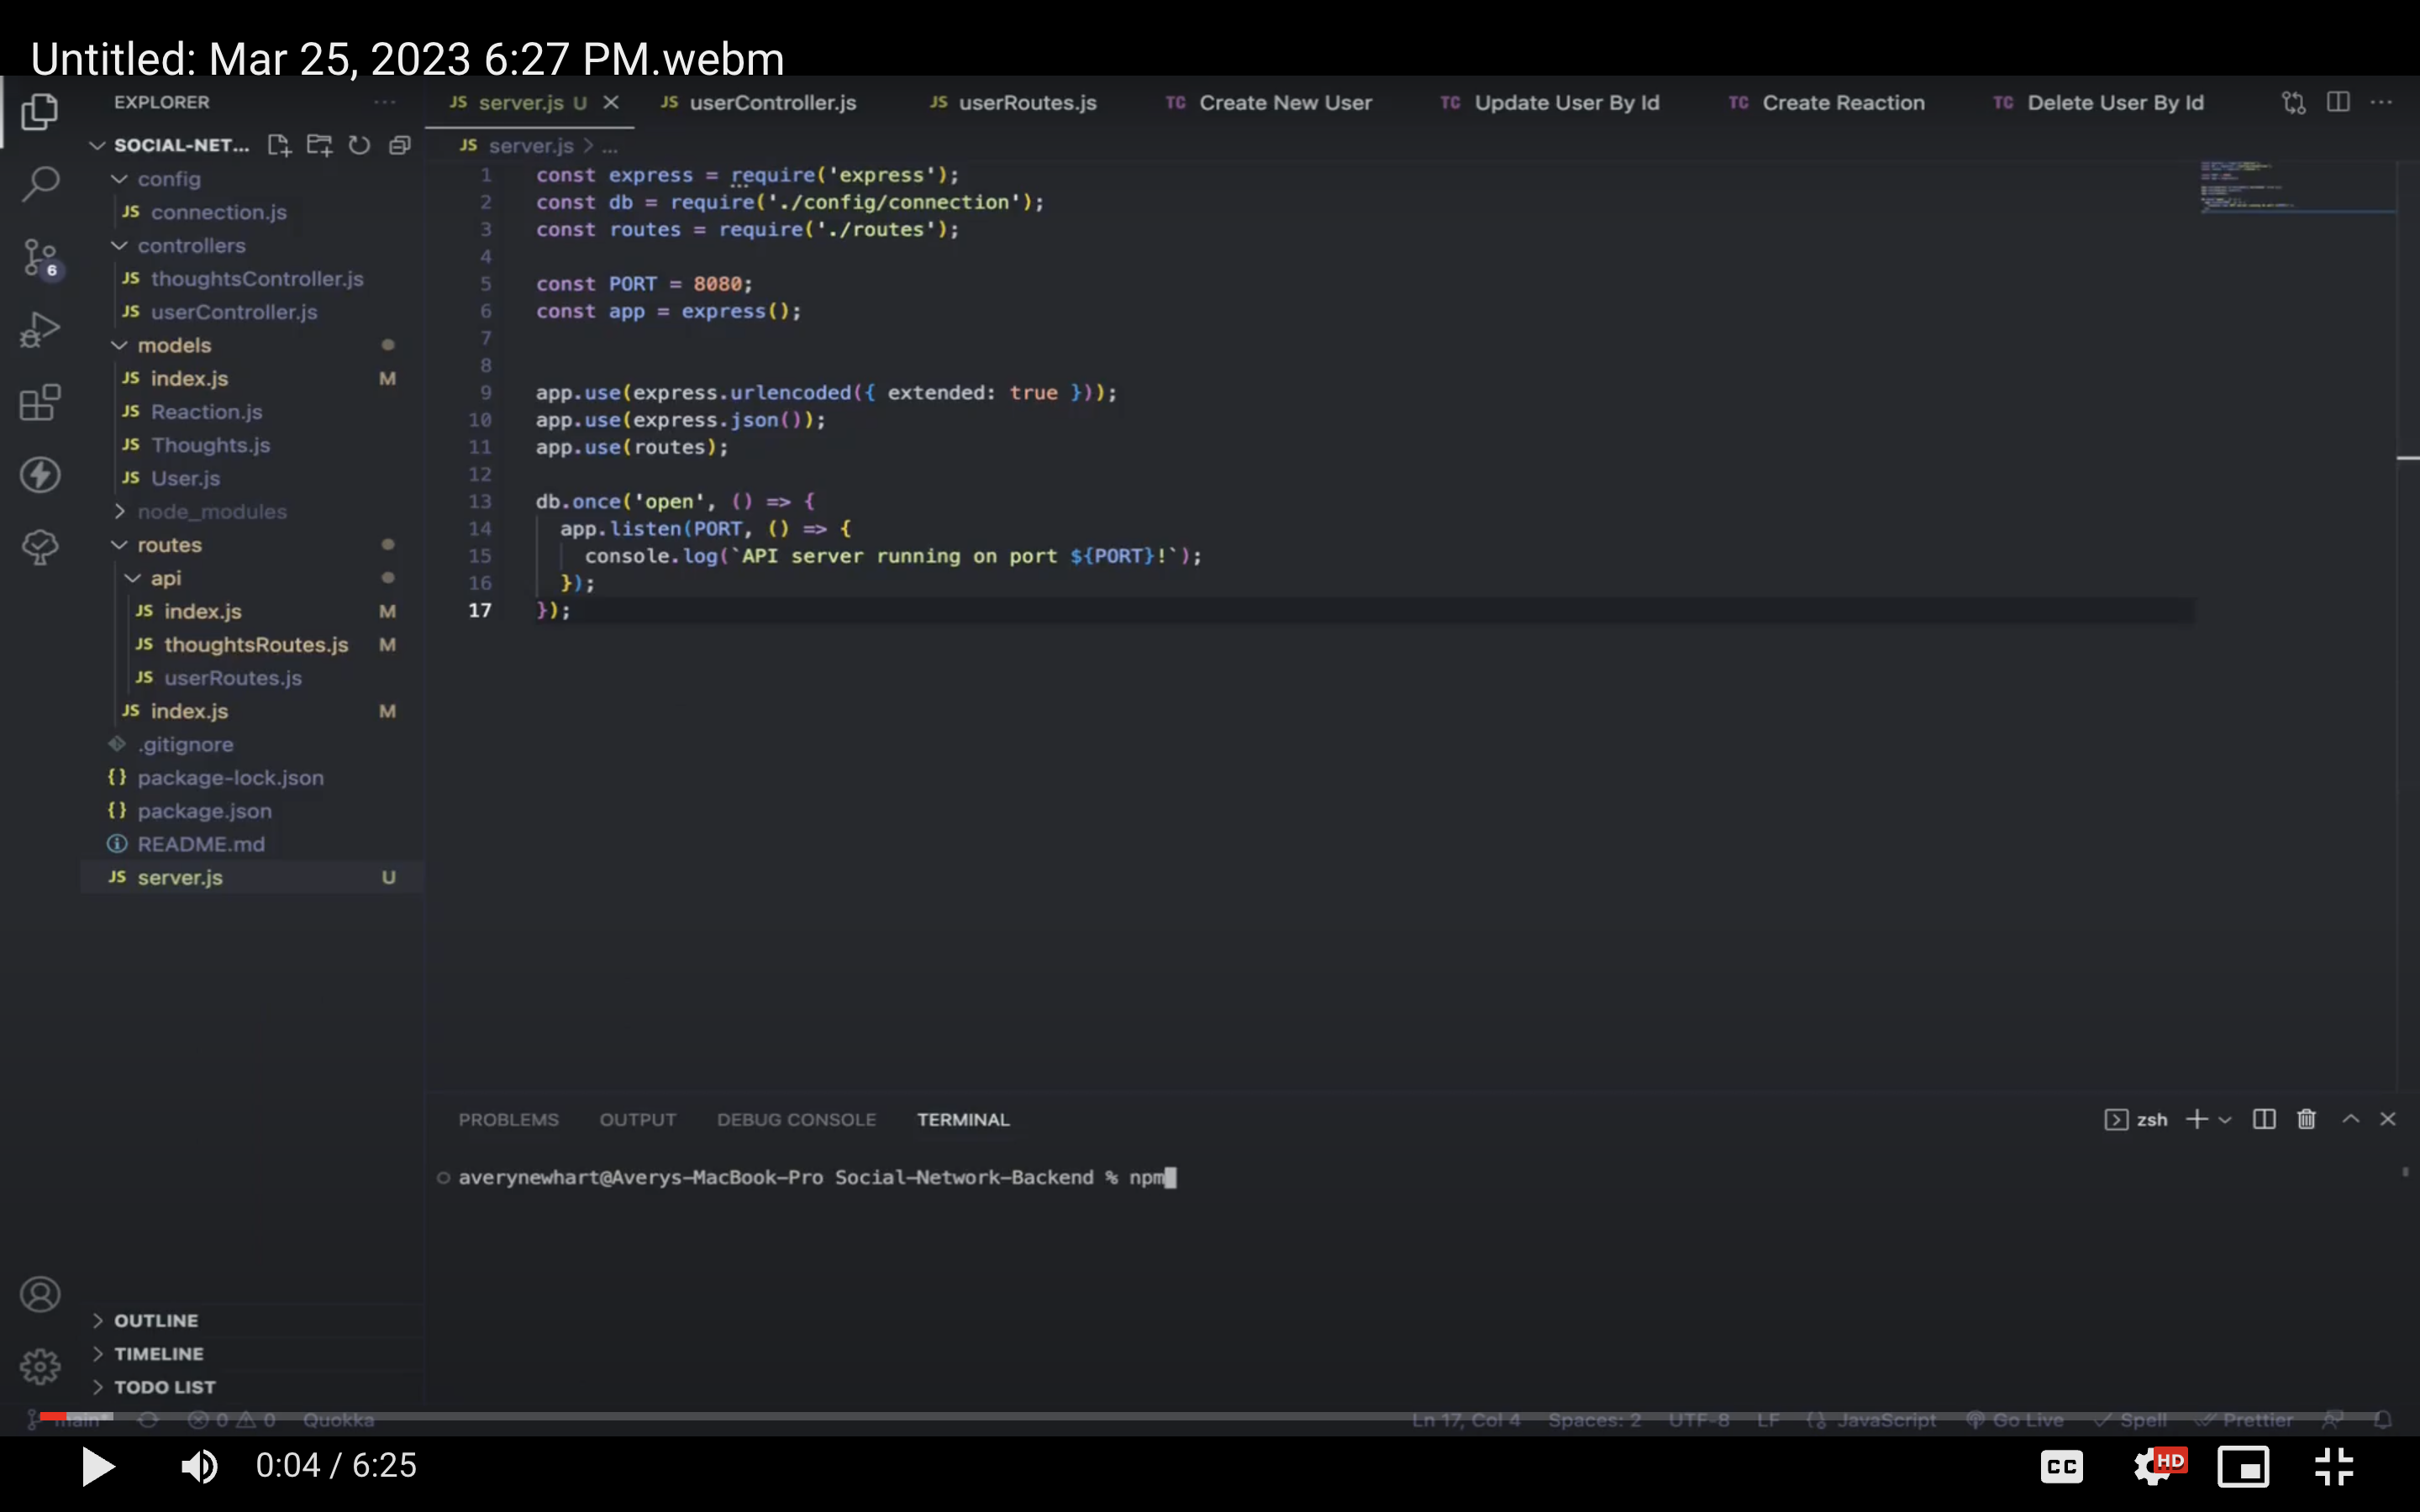 Untitled: Mar 25, 2023 6:27 PM.webm
EXPLORER
SOCIAL-NET...
config
JS connection.js
controllers
JS thoughtsController.js
JS userController.js
models
JS index.js M
JS Reaction.js
JS Thoughts.js
JS User.js
node_modules
routes
api
JS index.js M
JS thoughtsRoutes.js M
JS userRoutes.js
JS index.js M
.gitignore
{} package-lock.json
{} package.json
README.md
JS server.js U
6
OUTLINE
TIMELINE
TODO LIST
JS server.js U
JS userController.js
JS userRoutes.js
TC Create New User
TC Update User By Id
TC Create Reaction
TC Delete User By Id
JS server.js > ...
1 const express = require('express');
2 const db = require('./config/connection');
3 const routes = require('./routes');
4
5 const PORT = 8080;
6 const app = express();
7
8
9 app.use(express.urlencoded({ extended: true }));
10 app.use(express.json());
11 app.use(routes);
12
13 db.once('open', () => {
14 app.listen(PORT, () => {
15 console.log(`API server running on port ${PORT}!`);
16 });
17 });
PROBLEMS OUTPUT DEBUG CONSOLE TERMINAL
zsh
averynewhart@Averys-MacBook-Pro Social-Network-Backend % npm
main* 0 0 Quokka
Ln 17, Col 4 Spaces: 2 UTF-8 LF {} JavaScript Go Live Spell Prettier
0:04 / 6:25
CC
HD